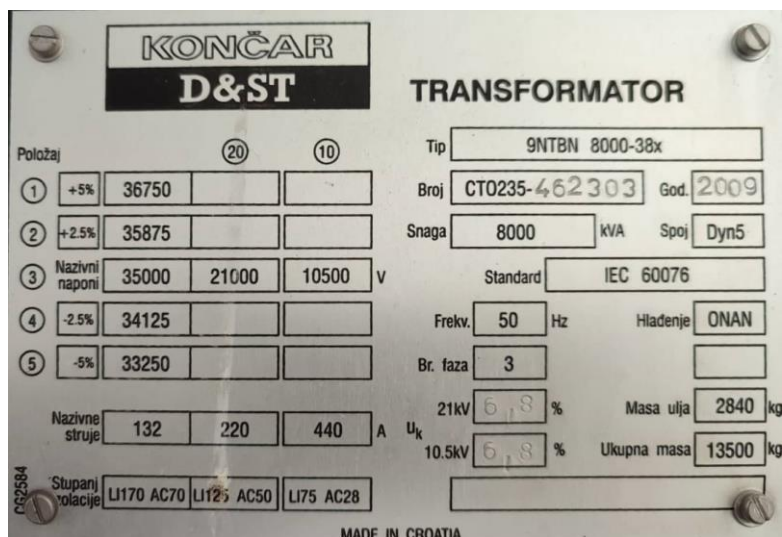 KONČAR
D&ST
TRANSFORMATOR
Položaj 20 10
1 +5% 36750
2 +2.5% 35875
3 Nazivni naponi 35000 21000 10500 V
4 -2.5% 34125
5 -5% 33250
Nazivne struje 132 220 440 A
Stupanj izolacije LI170 AC70 LI125 AC50 LI75 AC28
CG2584
Tip 9NTBN 8000-38x
Broj CTO235-462303 God. 2009
Snaga 8000 kVA Spoj Dyn5
Standard IEC 60076
Frekv. 50 Hz Hlađenje ONAN
Br. faza 3
uk 21kV 6,8 % Masa ulja 2840 kg
10.5kV 6,8 % Ukupna masa 13500 kg
MADE IN CROATIA